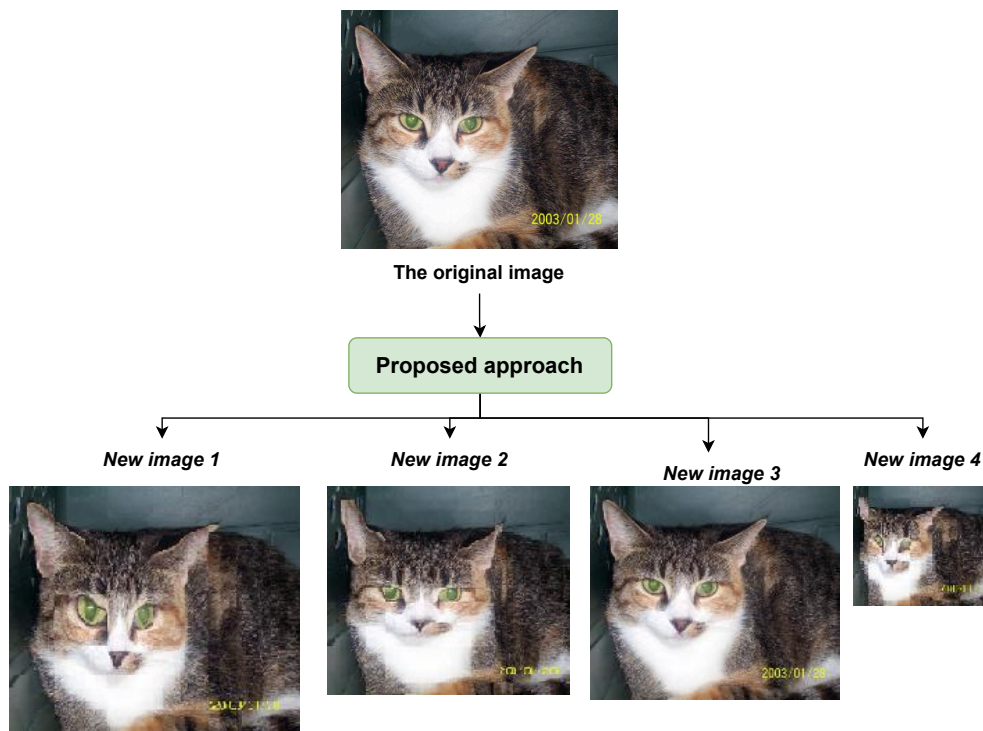 2003/01/28
The original image
Proposed approach
New image 1
New image 2
New image 3
New image 4
2003/01/28